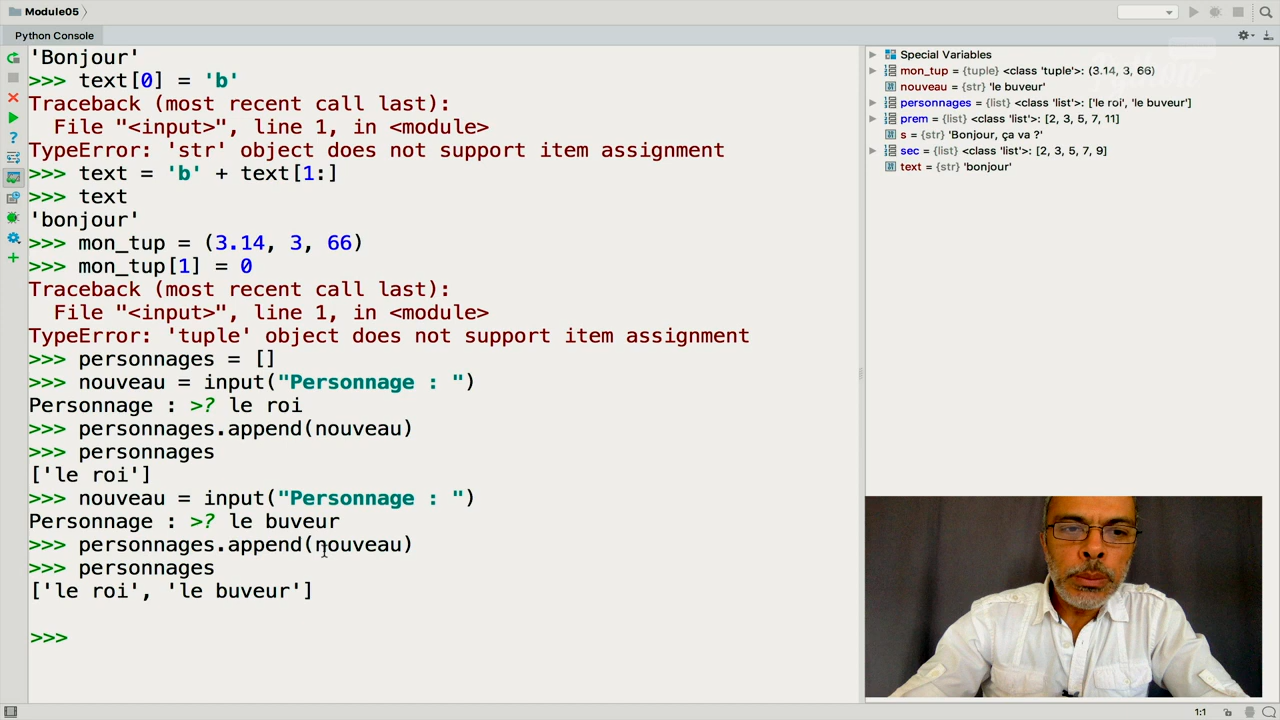 Module05
Python Console
'Bonjour'
>>> text[0] = 'b'
Traceback (most recent call last):
File "<input>", line 1, in <module>
TypeError: 'str' object does not support item assignment
>>> text = 'b' + text[1:]
>>> text
'bonjour'
>>> mon_tup = (3.14, 3, 66)
>>> mon_tup[1] = 0
Traceback (most recent call last):
File "<input>", line 1, in <module>
TypeError: 'tuple' object does not support item assignment
>>> personnages = []
>>> nouveau = input("Personnage : ")
Personnage : >? le roi
>>> personnages.append(nouveau)
>>> personnages
['le roi']
>>> nouveau = input("Personnage : ")
Personnage : >? le buveur
>>> personnages.append(nouveau)
>>> personnages
['le roi', 'le buveur']
>>>
Special Variables
mon_tup = {tuple} <class 'tuple'>: (3.14, 3, 66)
nouveau = {str} 'le buveur'
personnages = {list} <class 'list'>: ['le roi', 'le buveur']
prem = {list} <class 'list'>: [2, 3, 5, 7, 11]
s = {str} 'Bonjour, ça va ?'
sec = {list} <class 'list'>: [2, 3, 5, 7, 9]
text = {str} 'bonjour'
1:1